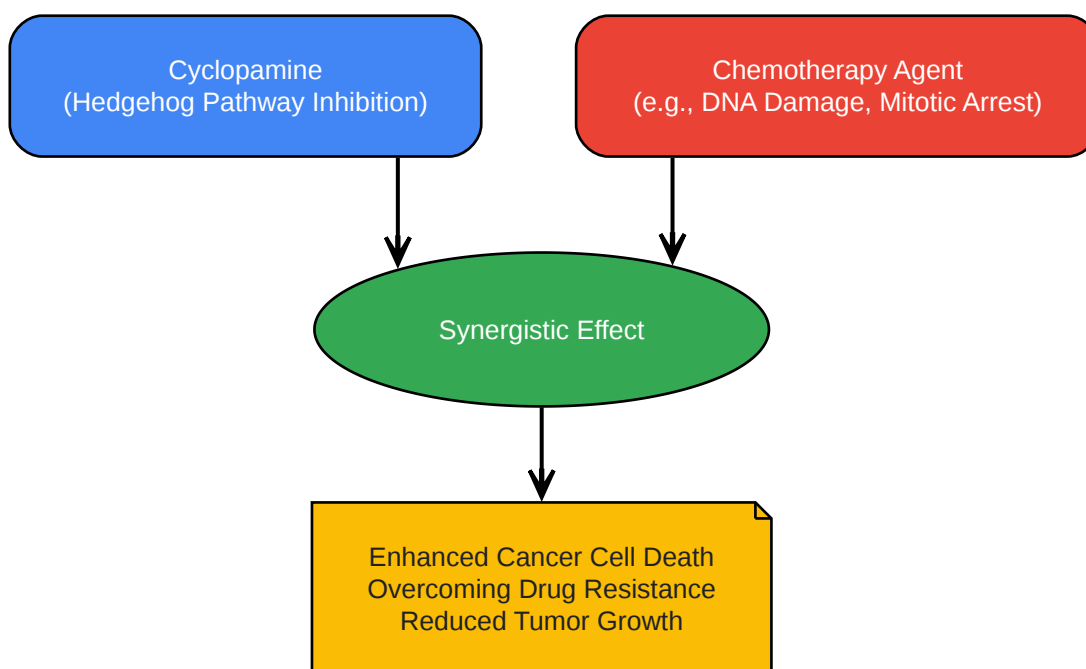 Cyclopamine
(Hedgehog Pathway Inhibition)
Chemotherapy Agent
(e.g., DNA Damage, Mitotic Arrest)
Synergistic Effect
Enhanced Cancer Cell Death
Overcoming Drug Resistance
Reduced Tumor Growth